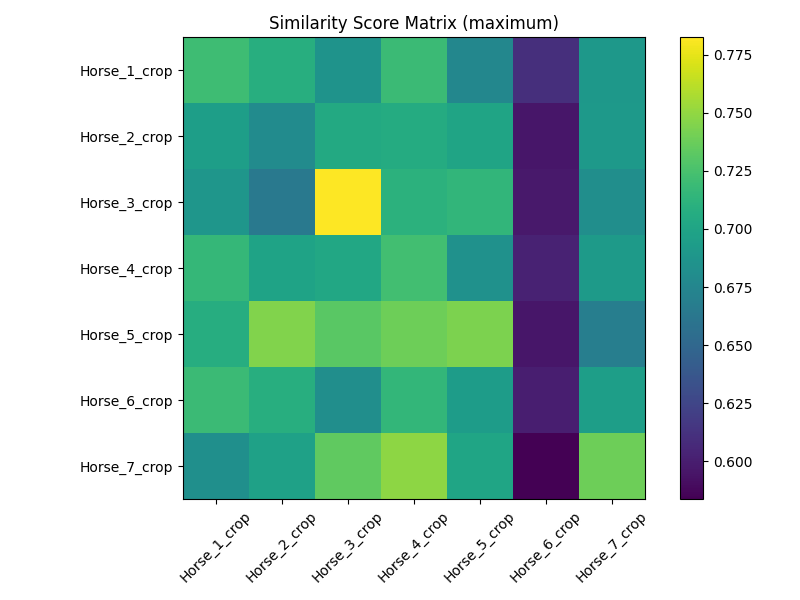 Similarity Score Matrix (maximum)
Horse_1_crop
Horse_2_crop
Horse_3_crop
Horse_4_crop
Horse_5_crop
Horse_6_crop
Horse_7_crop
Horse_1_crop
Horse_2_crop
Horse_3_crop
Horse_4_crop
Horse_5_crop
Horse_6_crop
Horse_7_crop
0.775
0.750
0.725
0.700
0.675
0.650
0.625
0.600